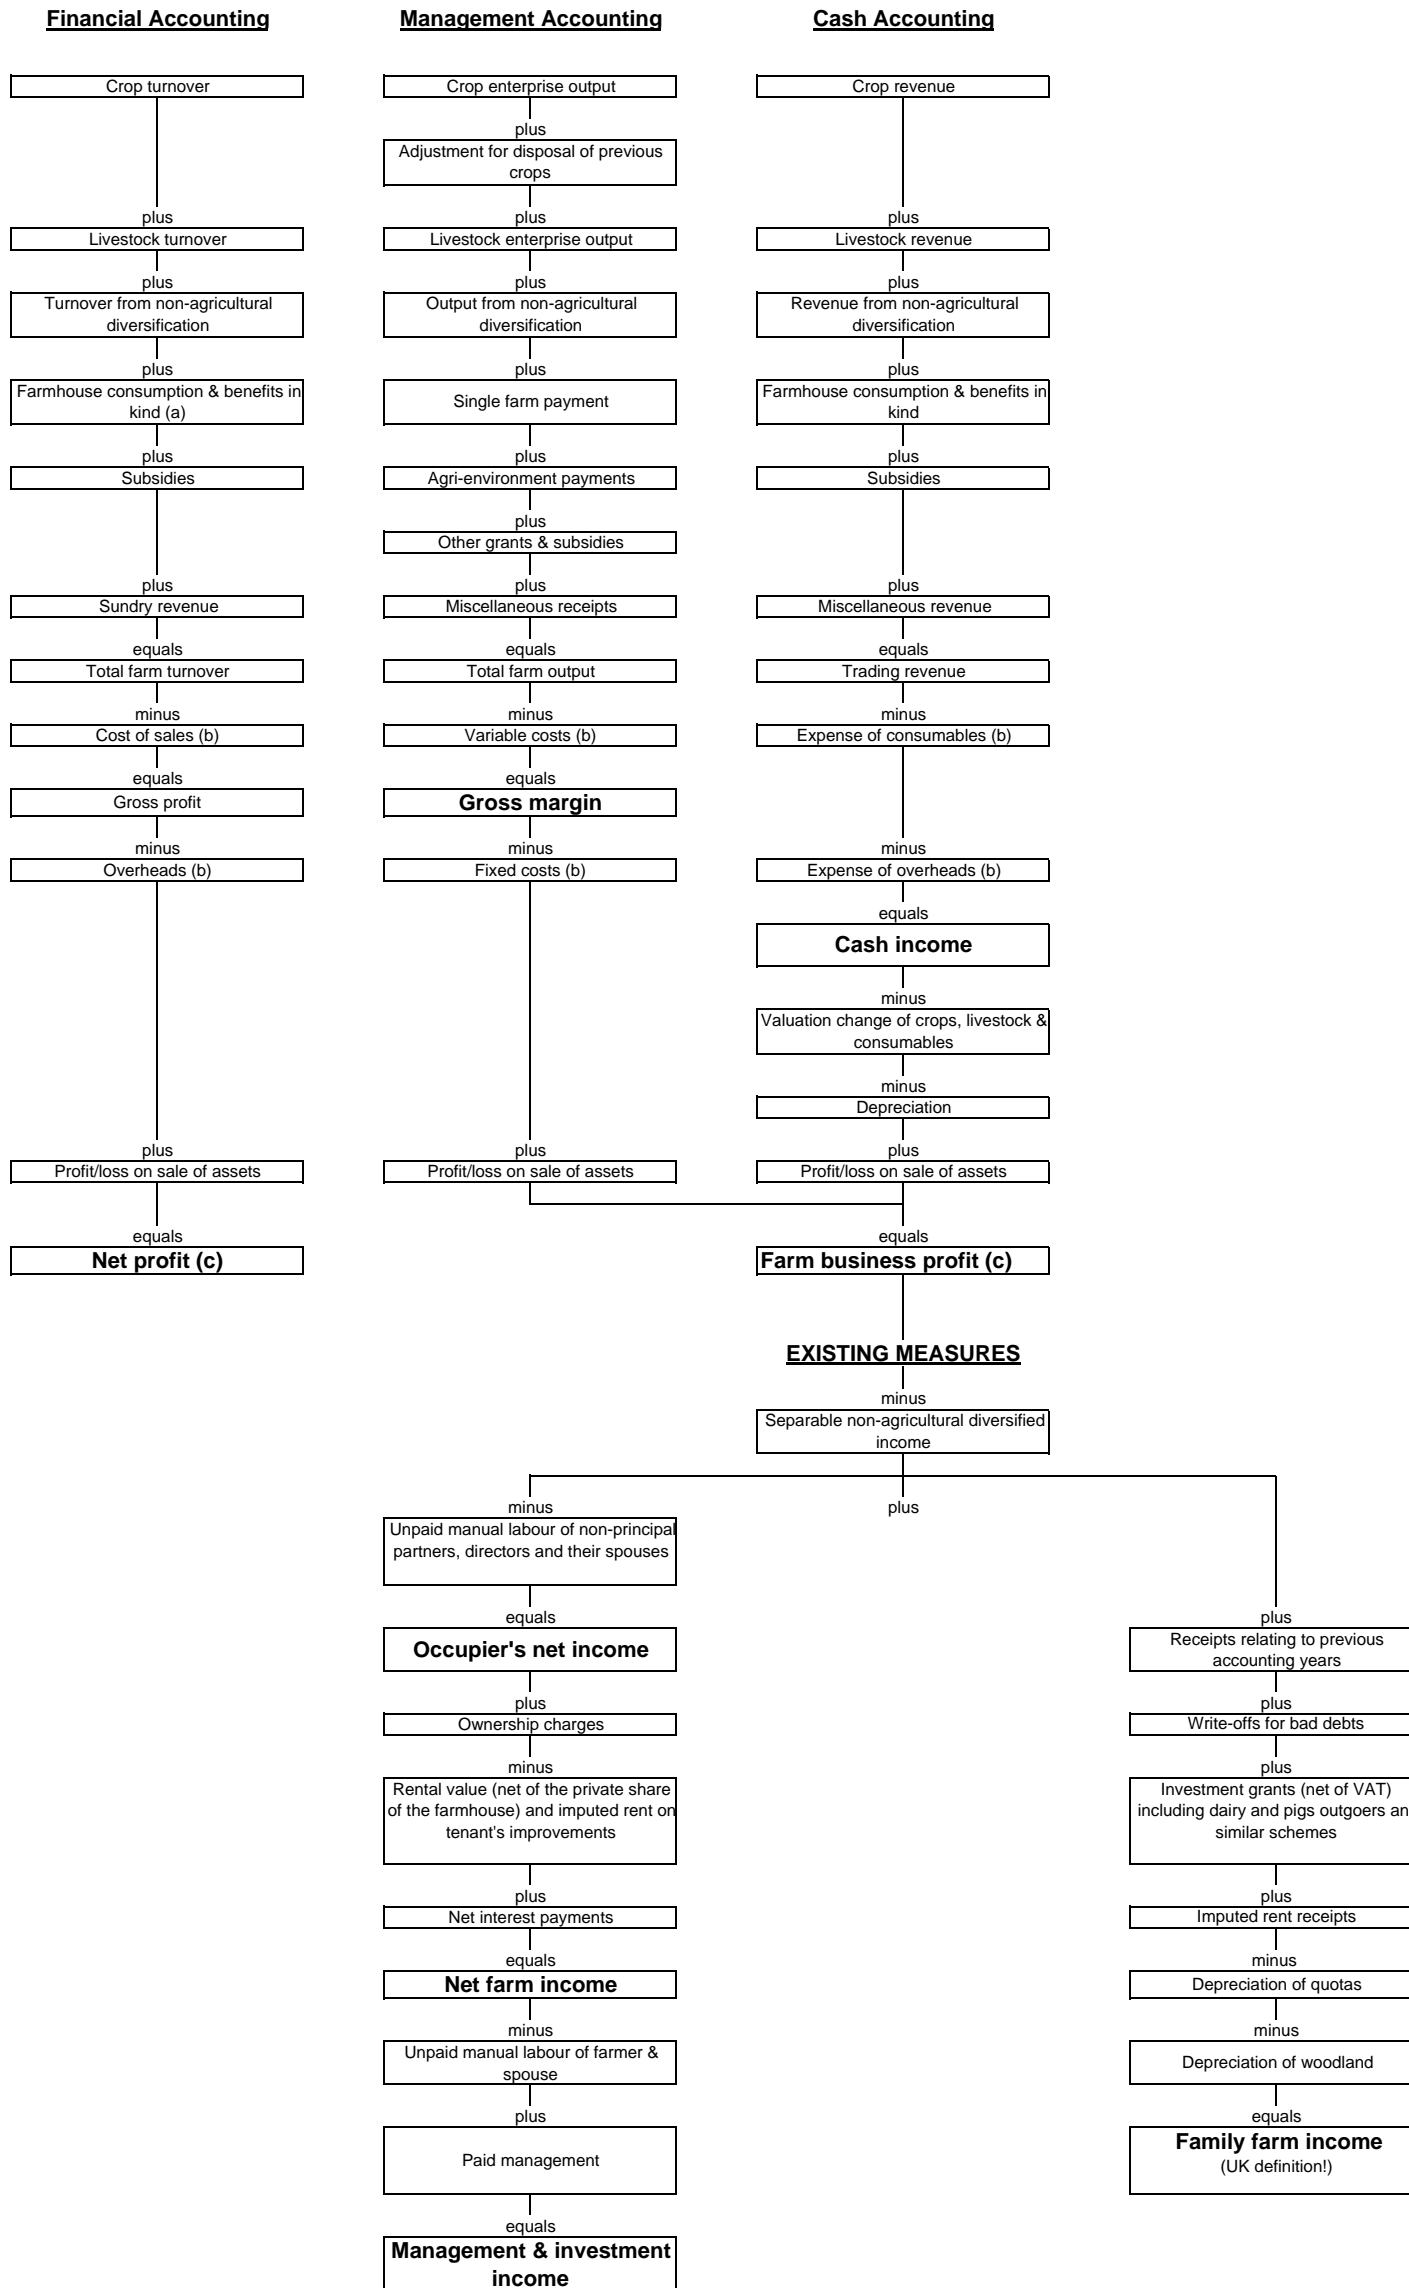 Financial Accounting
Management Accounting
Cash Accounting
Crop turnover
Crop enterprise output
Crop revenue
plus
Adjustment for disposal of previous
crops
plus
plus
plus
Livestock turnover
Livestock enterprise output
Livestock revenue
plus
plus
plus
Turnover from non-agricultural
diversification
Output from non-agricultural
diversification
Revenue from non-agricultural
diversification
plus
plus
plus
Farmhouse consumption & benefits in
kind (a)
Single farm payment
Farmhouse consumption & benefits in
kind
plus
plus
plus
Subsidies
Agri-environment payments
Subsidies
plus
Other grants & subsidies
plus
plus
plus
Sundry revenue
Miscellaneous receipts
Miscellaneous revenue
equals
equals
equals
Total farm turnover
Total farm output
Trading revenue
minus
minus
minus
Cost of sales (b)
Variable costs (b)
Expense of consumables (b)
equals
equals
Gross profit
Gross margin
minus
minus
minus
Overheads (b)
Fixed costs (b)
Expense of overheads (b)
equals
Cash income
minus
Valuation change of crops, livestock &
consumables
minus
Depreciation
plus
plus
plus
Profit/loss on sale of assets
Profit/loss on sale of assets
Profit/loss on sale of assets
equals
equals
Net profit (c)
Farm business profit (c)
EXISTING MEASURES
minus
Separable non-agricultural diversified
income
minus
plus
Unpaid manual labour of non-principal
partners, directors and their spouses
equals
plus
Occupier's net income
Receipts relating to previous
accounting years
plus
plus
Ownership charges
Write-offs for bad debts
minus
plus
Rental value (net of the private share
of the farmhouse) and imputed rent on
tenant's improvements
Investment grants (net of VAT)
including dairy and pigs outgoers an
similar schemes
plus
plus
Net interest payments
Imputed rent receipts
equals
minus
Net farm income
Depreciation of quotas
minus
minus
Unpaid manual labour of farmer &
spouse
Depreciation of woodland
plus
equals
Paid management
Family farm income
(UK definition!)
equals
Management & investment
income